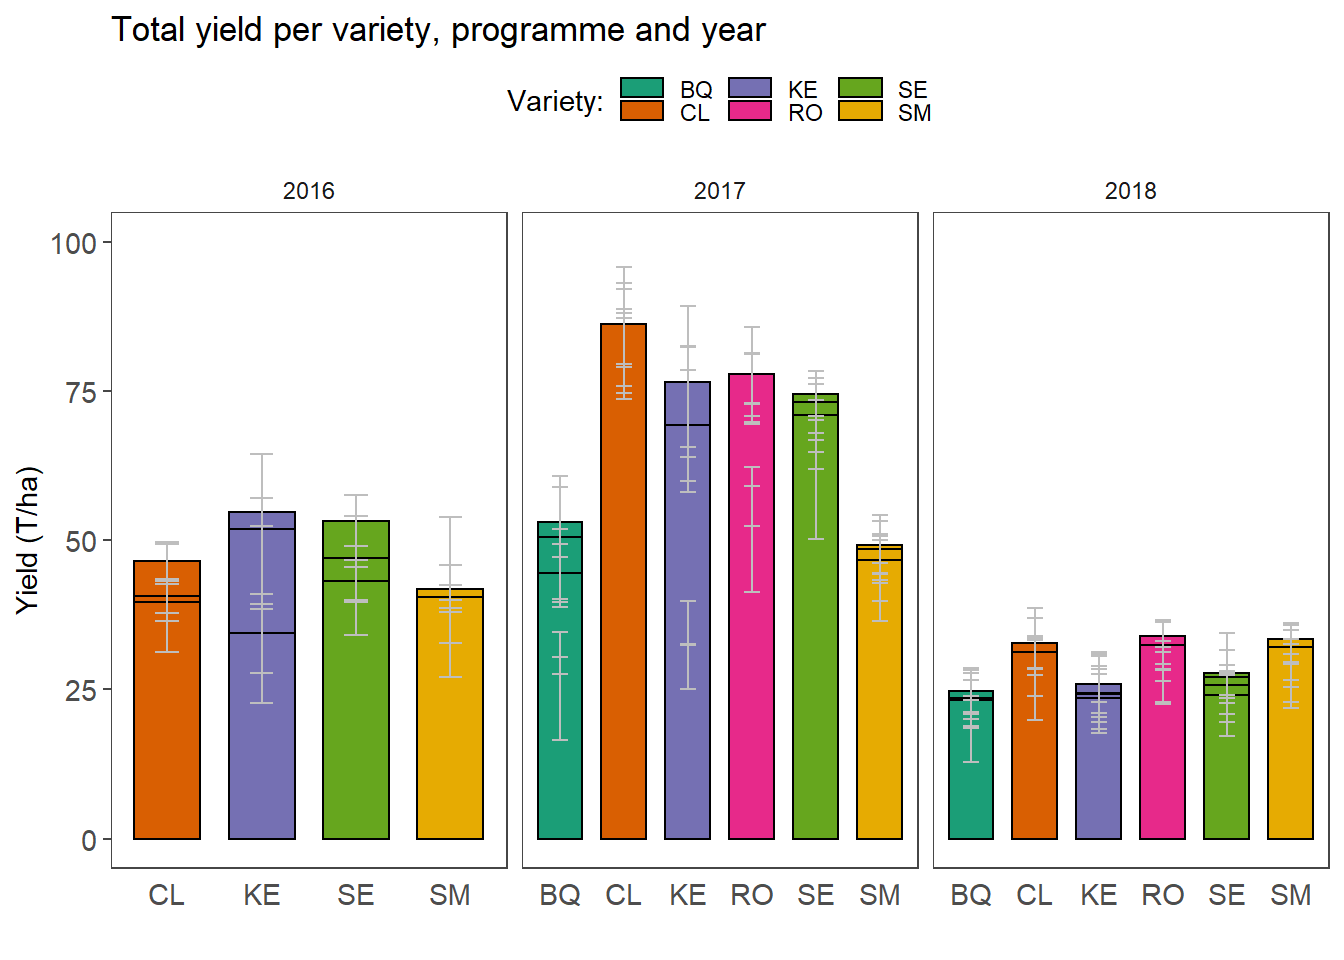 Total yield per variety, programme and year
Variety:
BQ KE SE
CL RO SM
2016 2017 2018
100
75
50
25
0
Yield (T/ha)
CL KE SE SM BQ CL KE RO SE SM BQ CL KE RO SE SM